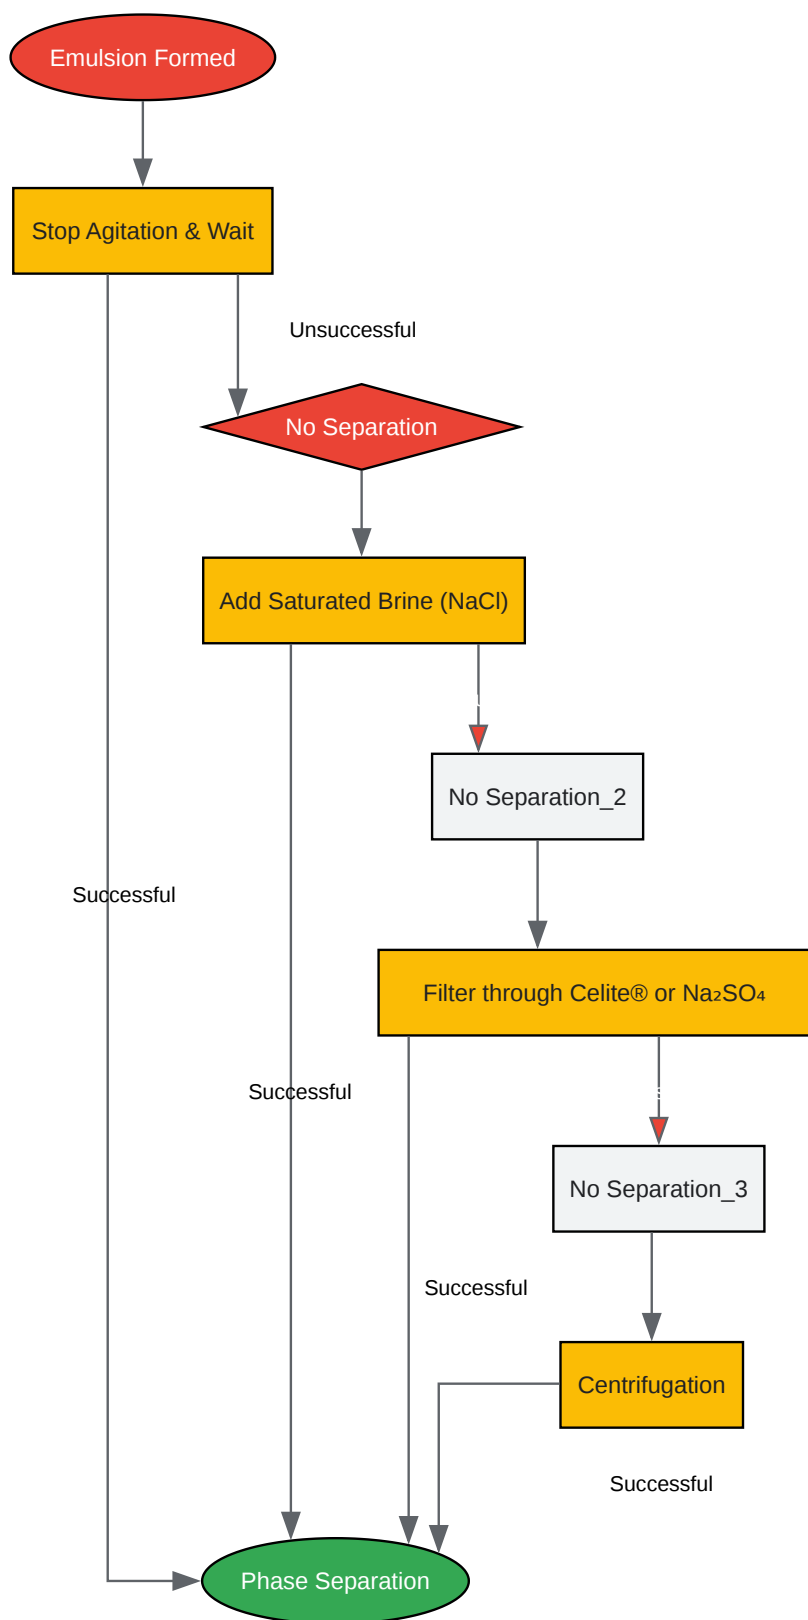 Emulsion Formed
Stop Agitation & Wait
Unsuccessful
No Separation
Add Saturated Brine (NaCl)
No Separation_2
Successful
Filter through Celite® or Na₂SO₄
Successful
No Separation_3
Successful
Centrifugation
Successful
Phase Separation